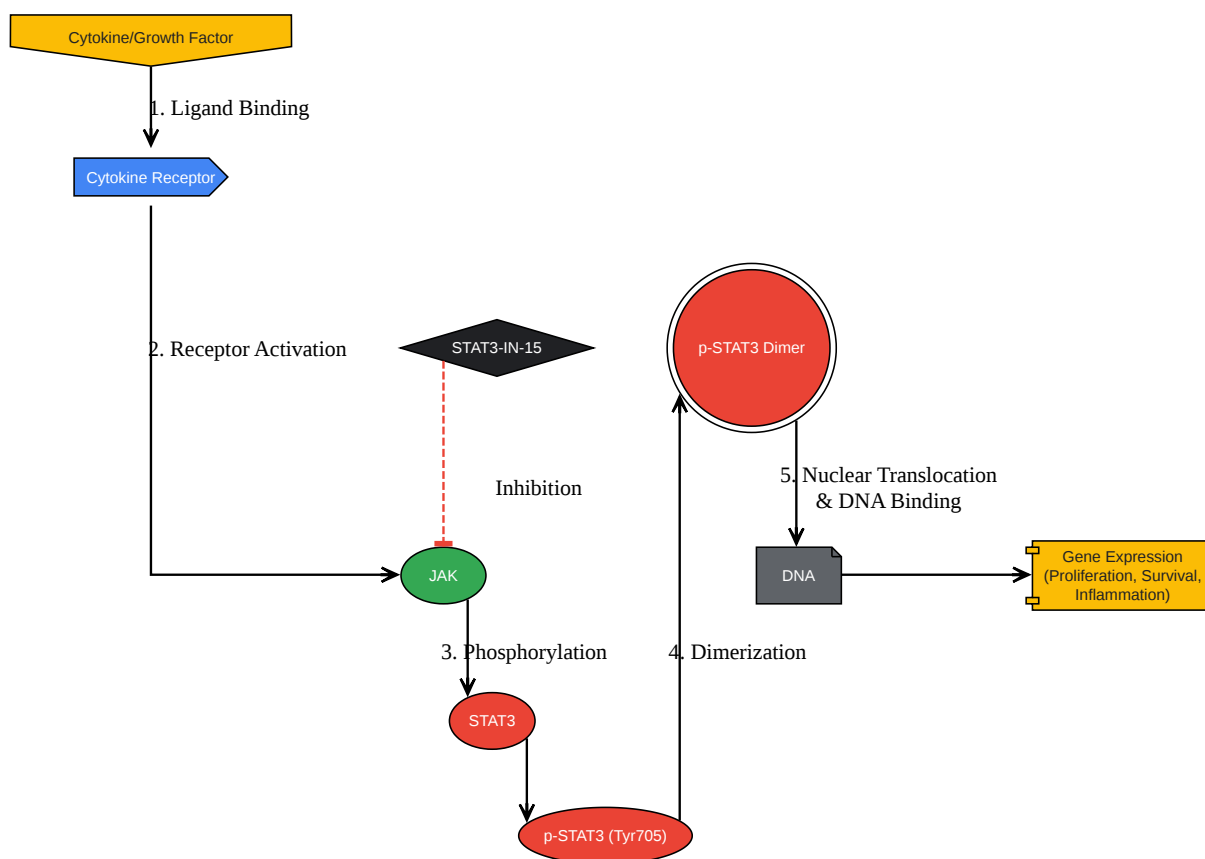 Cytokine/Growth Factor
1. Ligand Binding
Cytokine Receptor
2. Receptor Activation
STAT3-IN-15
p-STAT3 Dimer
Inhibition
5. Nuclear Translocation
& DNA Binding
JAK
DNA
Gene Expression
(Proliferation, Survival,
Inflammation)
3. Phosphorylation
4. Dimerization
STAT3
p-STAT3 (Tyr705)